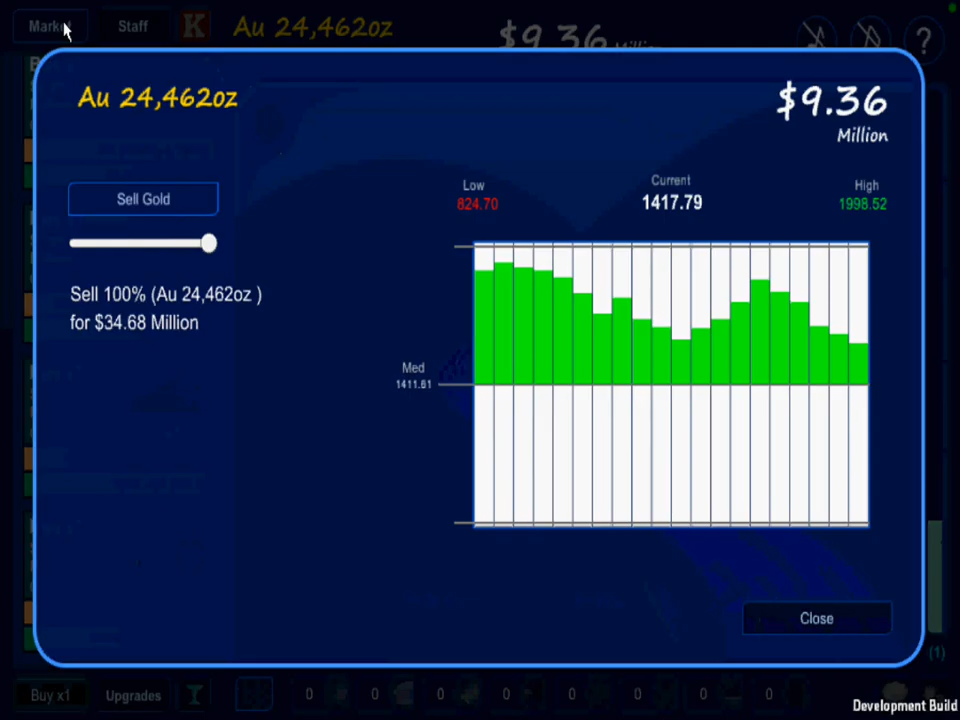 Market Staff K Au 24,462oz $9.36 Million ?
Au 24,462oz
$9.36
Million
Sell Gold
Low Current High
824.70 1417.79 1998.52
Sell 100% (Au 24,462oz )
for $34.68 Million
Med
1411.61
Close
(1)
Buy x1 Upgrades 0 0 0 0 0 0 0 0
Development Build